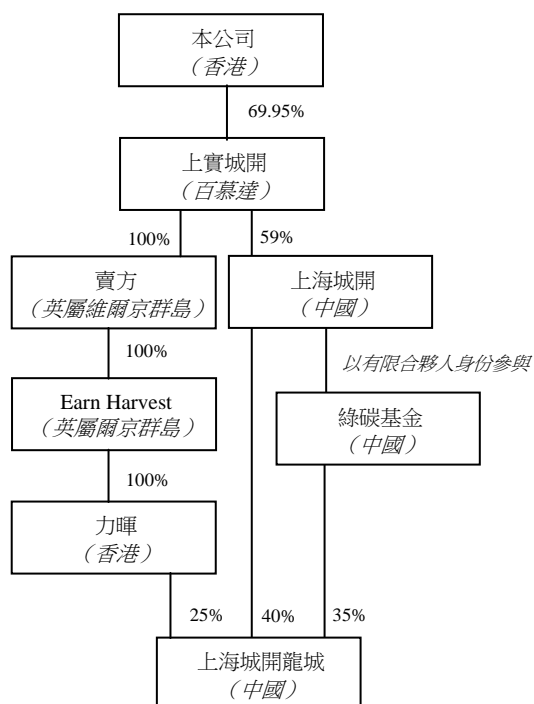 本公司
（香港）
69.95%
上實城開
（百慕達）
100%
59%
賣方
（英屬維爾京群島）
上海城開
（中國）
100%
以有限合夥人身份參與
Earn Harvest
（英屬爾京群島）
綠碳基金
（中國）
100%
力暉
（香港）
25%
40%
35%
上海城開龍城
（中國）